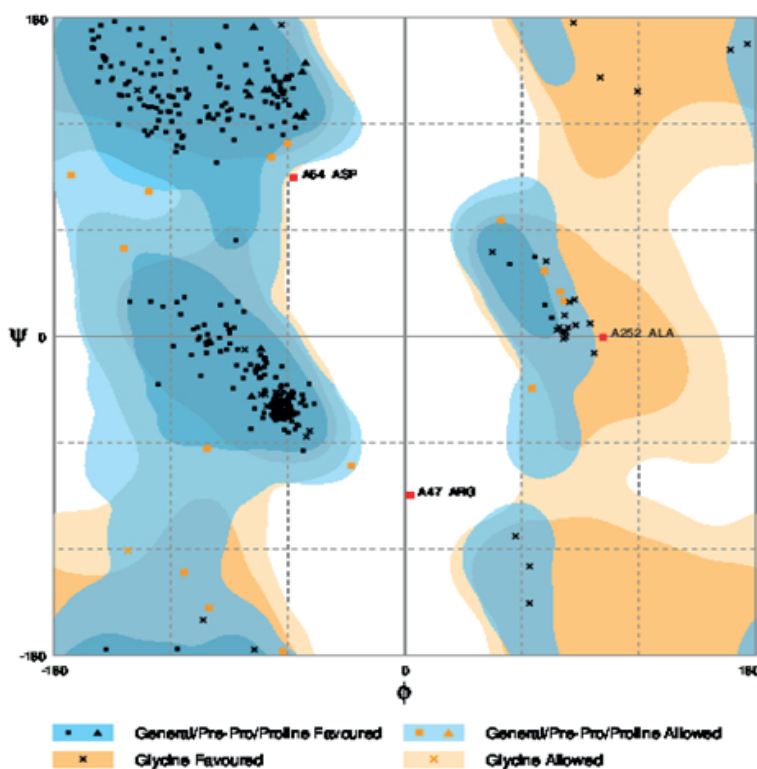 180
A64 ASP
Ψ
0
A252 ALA
A47 ARG
-180
-180
0
180
ϕ
General/Pre-Pro/Proline Favoured
General/Pre-Pro/Proline Allowed
Glycine Favoured
Glycine Allowed